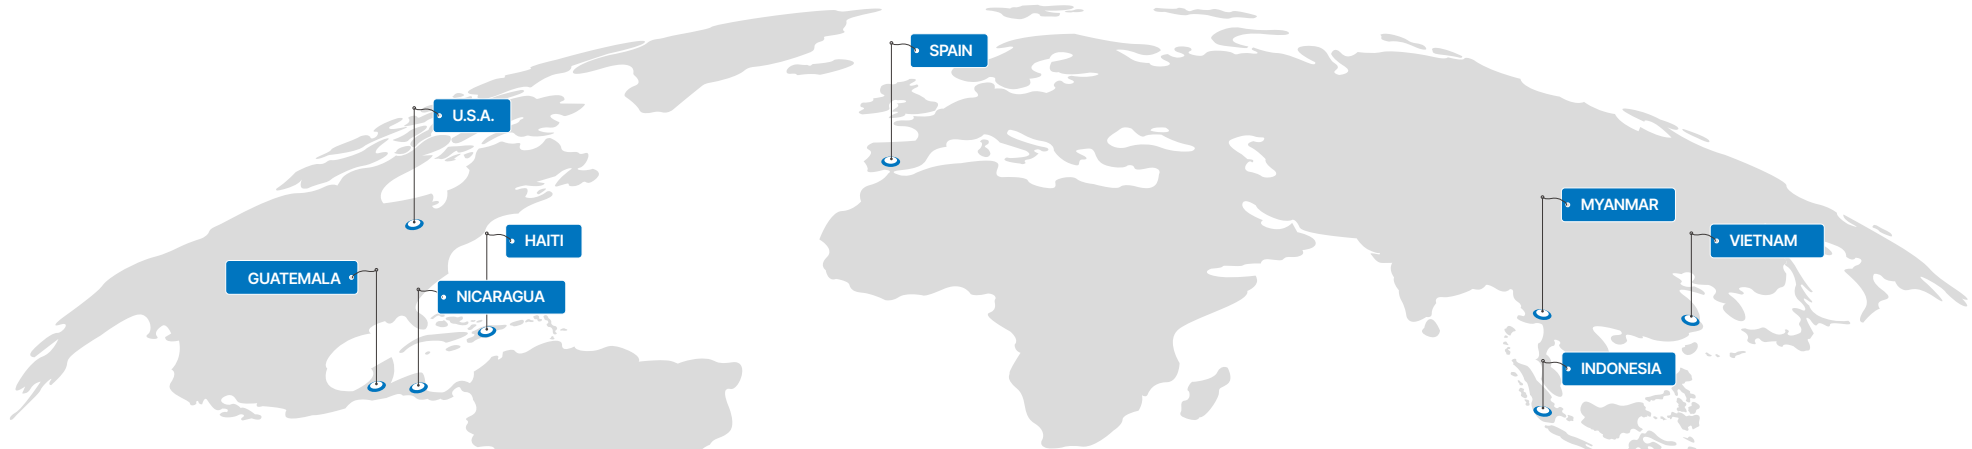 SPAIN
U.S.A.
MYANMAR
HAITI
VIETNAM
GUATEMALA
NICARAGUA
INDONESIA